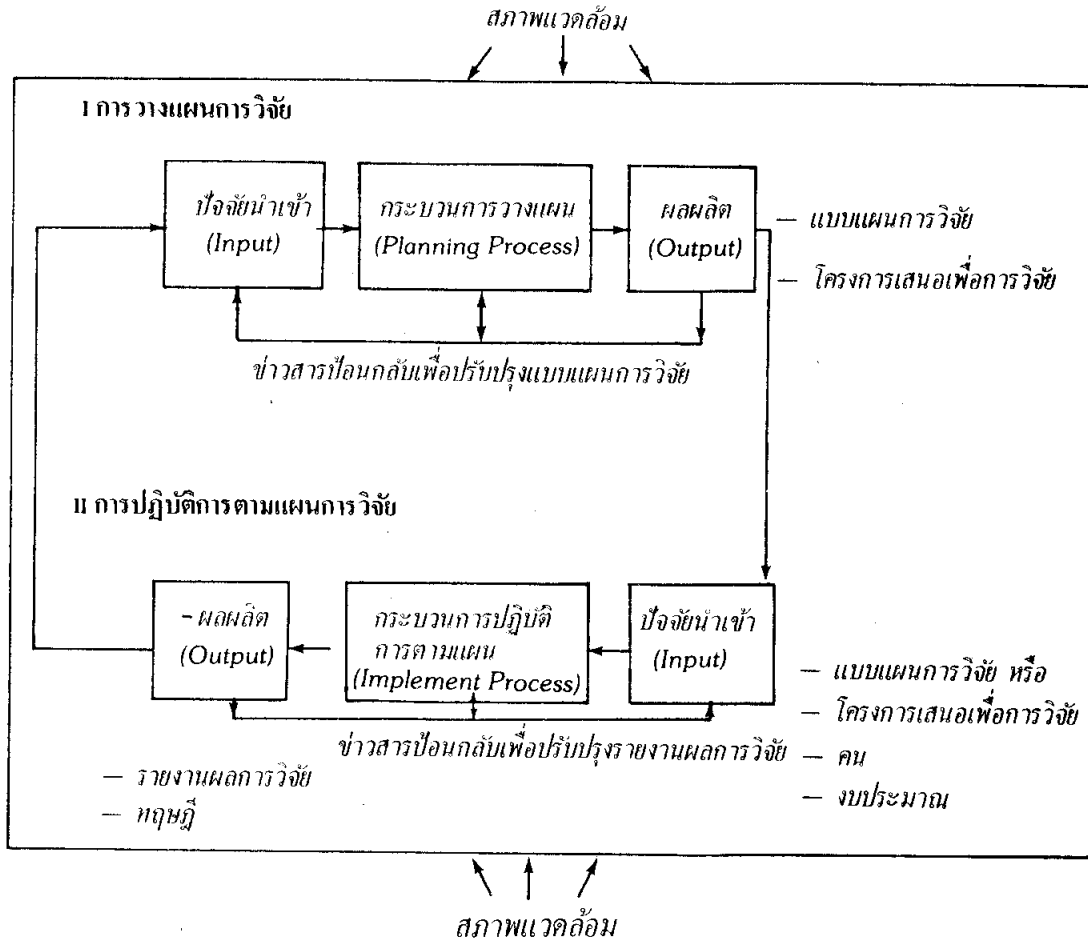 สภาพแวดล้อม
I การวางแผนการวิจัย
ปัจจัยนำเข้า
(Input)
กระบวนการวางแผน
(Planning Process)
ผลผลิต
(Output)
— แบบแผนการวิจัย
— โครงการเสนอเพื่อการวิจัย
ข่าวสารป้อนกลับเพื่อปรับปรุงแบบแผนการวิจัย
II การปฏิบัติการตามแผนการวิจัย
- ผลผลิต
(Output)
กระบวนการปฏิบัติ
การตามแผน
(Implement Process)
ปัจจัยนำเข้า
(Input)
— แบบแผนการวิจัย หรือ
— โครงการเสนอเพื่อการวิจัย
— คน
— งบประมาณ
ข่าวสารป้อนกลับเพื่อปรับปรุงรายงานผลการวิจัย
— รายงานผลการวิจัย
— ทฤษฎี
สภาพแวดล้อม